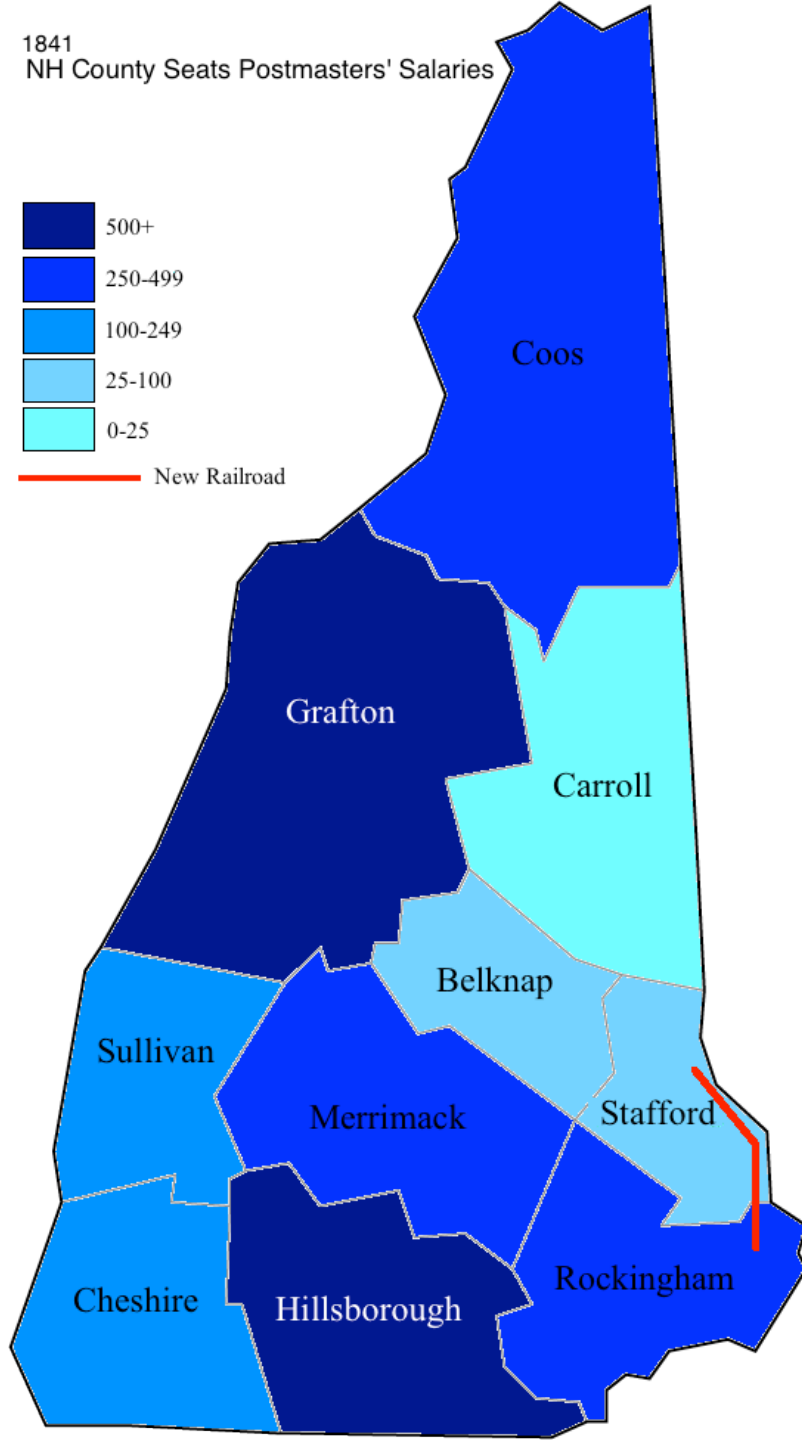 1841
NH County Seats Postmasters' Salaries
500+
250-499
100-249
25-100
0-25
New Railroad
Coos
Grafton
Carroll
Belknap
Sullivan
Merrimack
Stafford
Rockingham
Cheshire
Hillsborough